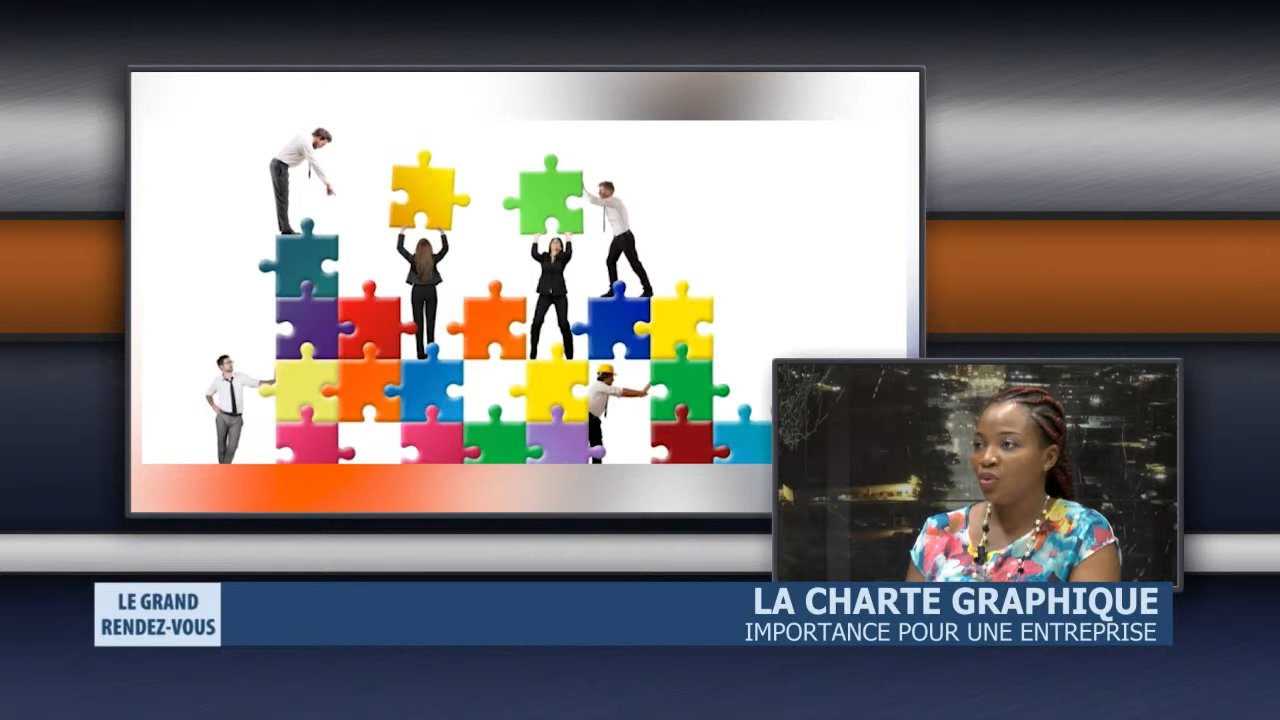 LE GRAND
RENDEZ-VOUS
LA CHARTE GRAPHIQUE
IMPORTANCE POUR UNE ENTREPRISE